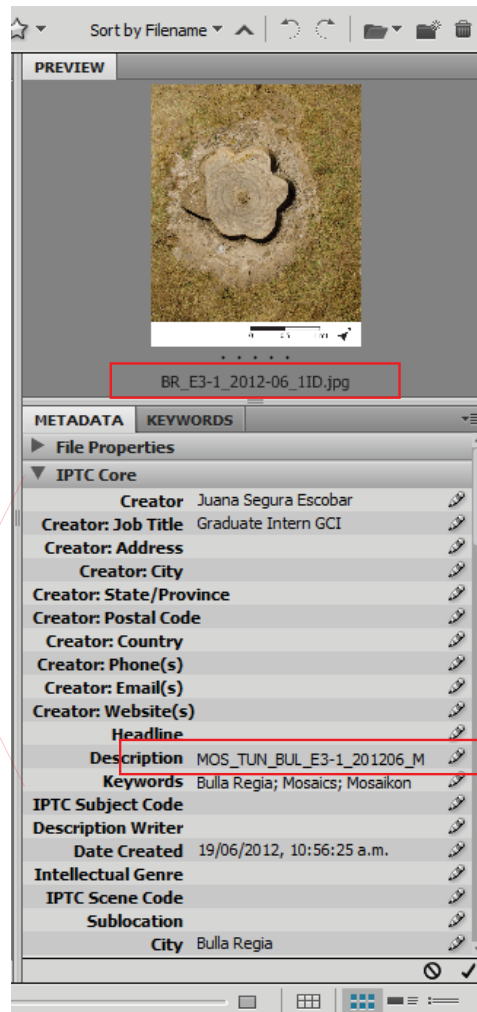 Sort by Filename
PREVIEW
BR_E3-1_2012-06_1ID.jpg
METADATA KEYWORDS
File Properties
IPTC Core
Creator Juana Segura Escobar
Creator: Job Title Graduate Intern GCI
Creator: Address
Creator: City
Creator: State/Province
Creator: Postal Code
Creator: Country
Creator: Phone(s)
Creator: Email(s)
Creator: Website(s)
Headline
Description MOS_TUN_BUL_E3-1_201206_M
Keywords Bulla Regia; Mosaics; Mosaikon
IPTC Subject Code
Description Writer
Date Created 19/06/2012, 10:56:25 a.m.
Intellectual Genre
IPTC Scene Code
Sublocation
City Bulla Regia